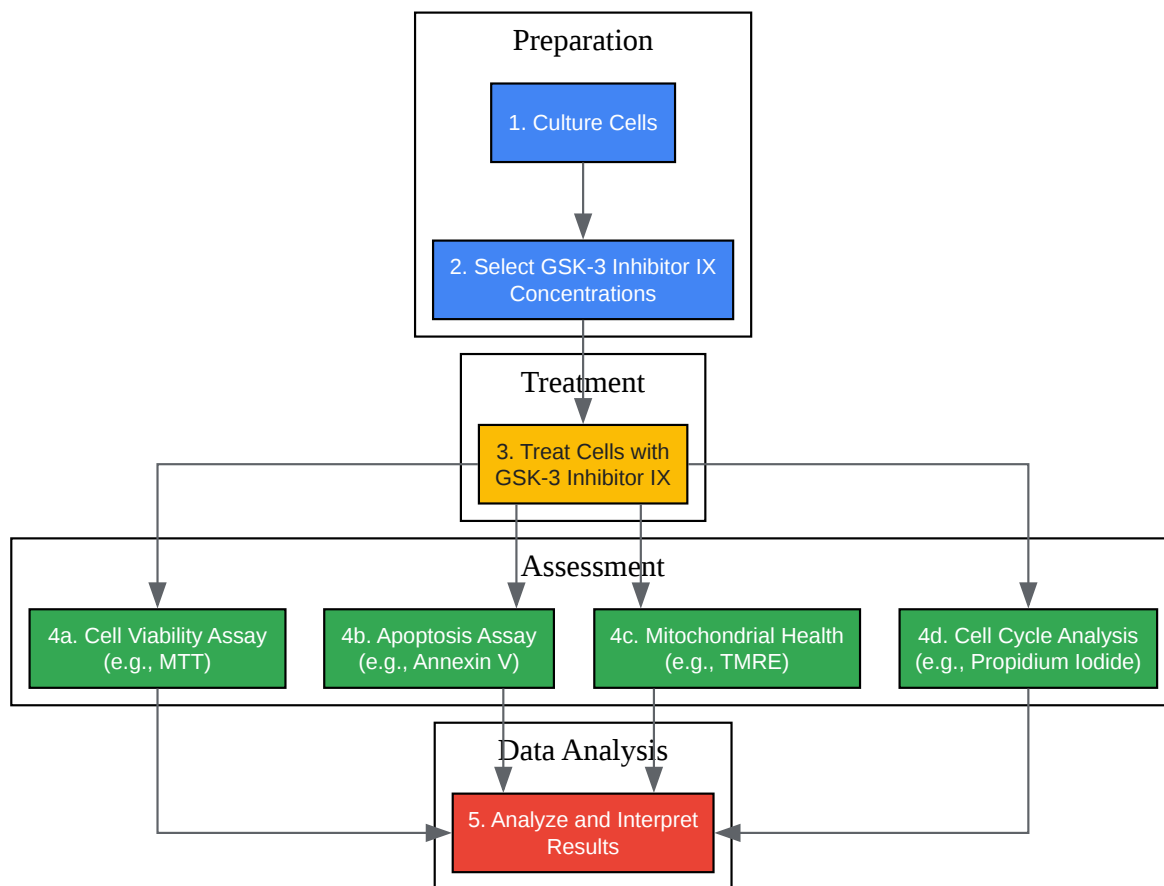 Preparation
1. Culture Cells
2. Select GSK-3 Inhibitor IX
Concentrations
Treatment
3. Treat Cells with
GSK-3 Inhibitor IX
Assessment
4a. Cell Viability Assay
(e.g., MTT)
4b. Apoptosis Assay
(e.g., Annexin V)
4c. Mitochondrial Health
(e.g., TMRE)
4d. Cell Cycle Analysis
(e.g., Propidium Iodide)
Data Analysis
5. Analyze and Interpret
Results